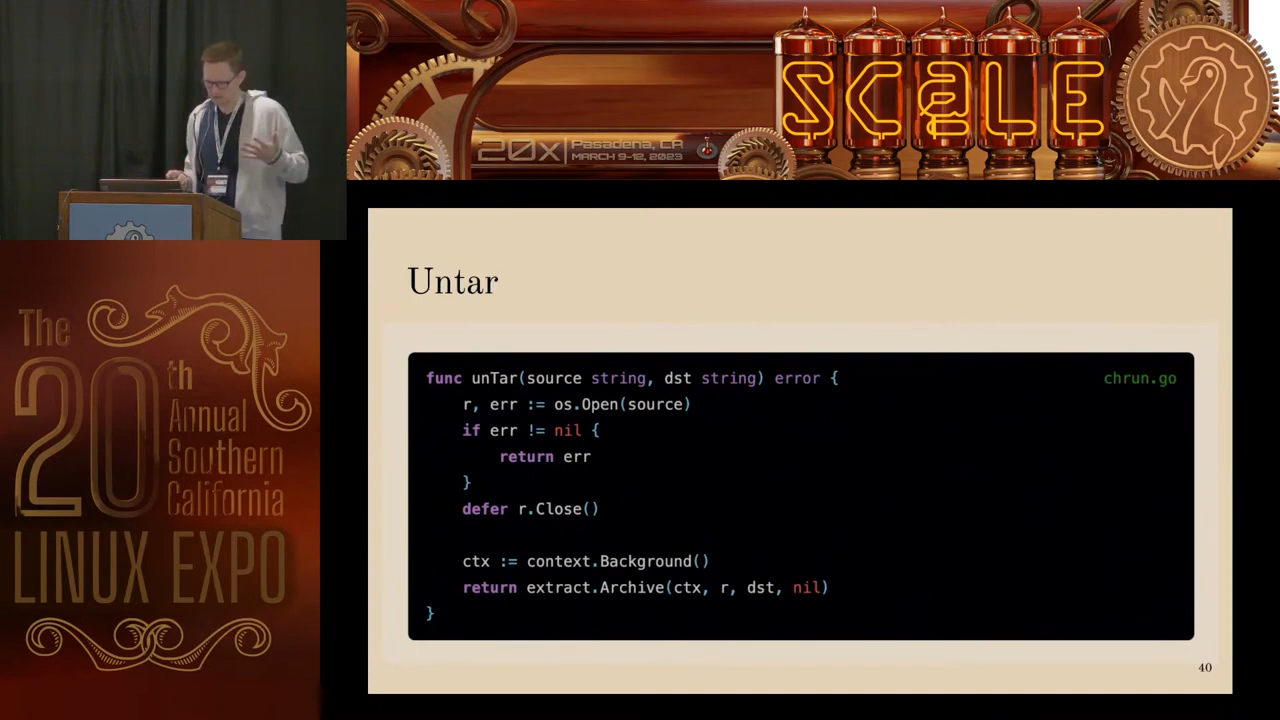 SCaLE
20x
Pasadena, CA
MARCH 9-12, 2023
The
20th
Annual
Southern
California
LINUX EXPO
Untar
func unTar(source string, dst string) error {
chrun.go
    r, err := os.Open(source)
    if err != nil {
        return err
    }
    defer r.Close()
    ctx := context.Background()
    return extract.Archive(ctx, r, dst, nil)
}
40